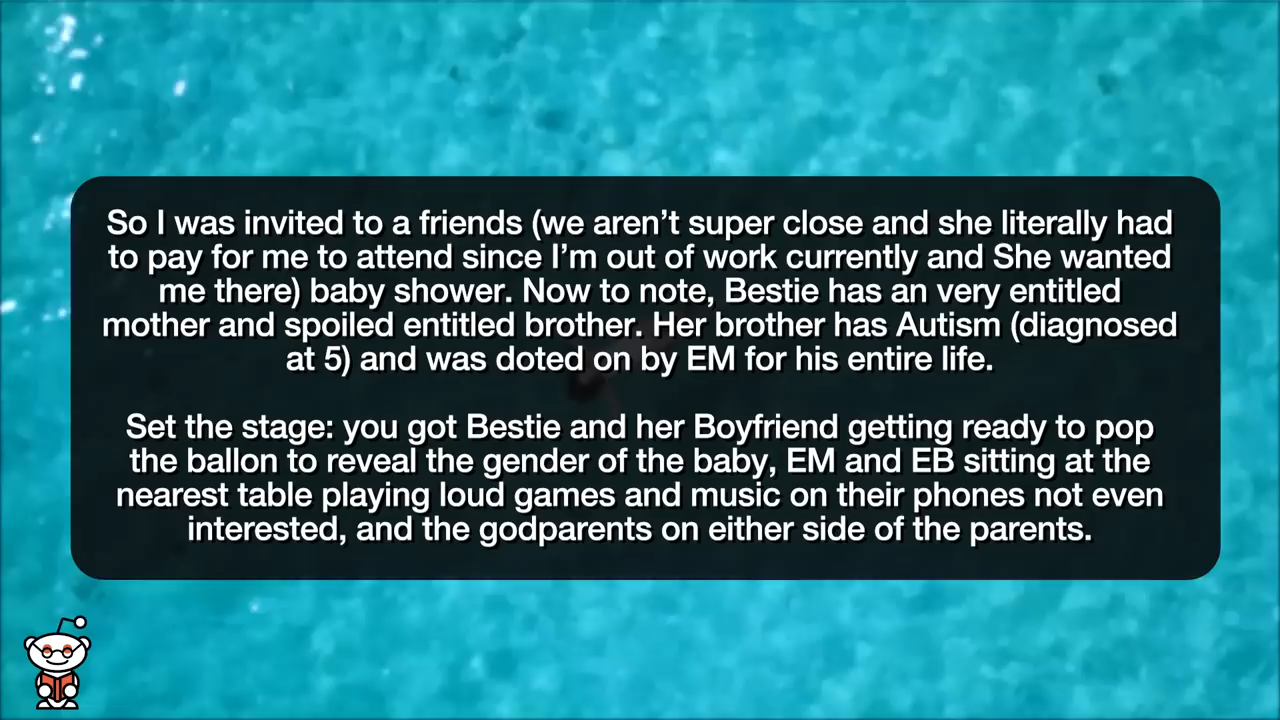 So I was invited to a friends (we aren’t super close and she literally had
to pay for me to attend since I’m out of work currently and She wanted
me there) baby shower. Now to note, Bestie has an very entitled
mother and spoiled entitled brother. Her brother has Autism (diagnosed
at 5) and was doted on by EM for his entire life.
Set the stage: you got Bestie and her Boyfriend getting ready to pop
the ballon to reveal the gender of the baby, EM and EB sitting at the
nearest table playing loud games and music on their phones not even
interested, and the godparents on either side of the parents.